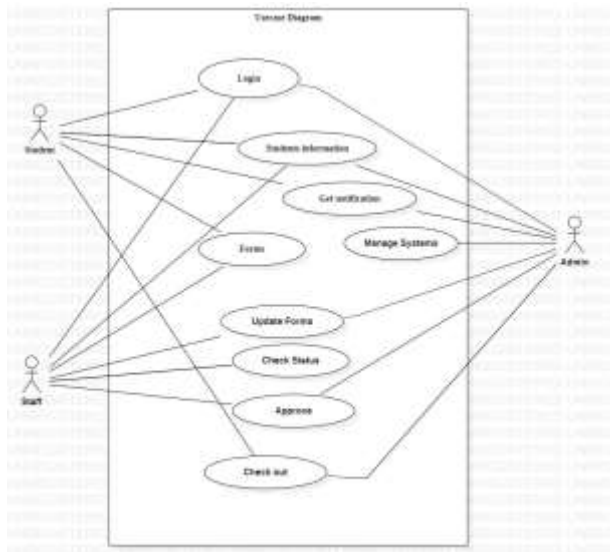 Usecase Diagram
Login
Student
Students information
Get notification
Forms
Manage Systems
Admin
Update Forms
Check Status
Staff
Approve
Check out